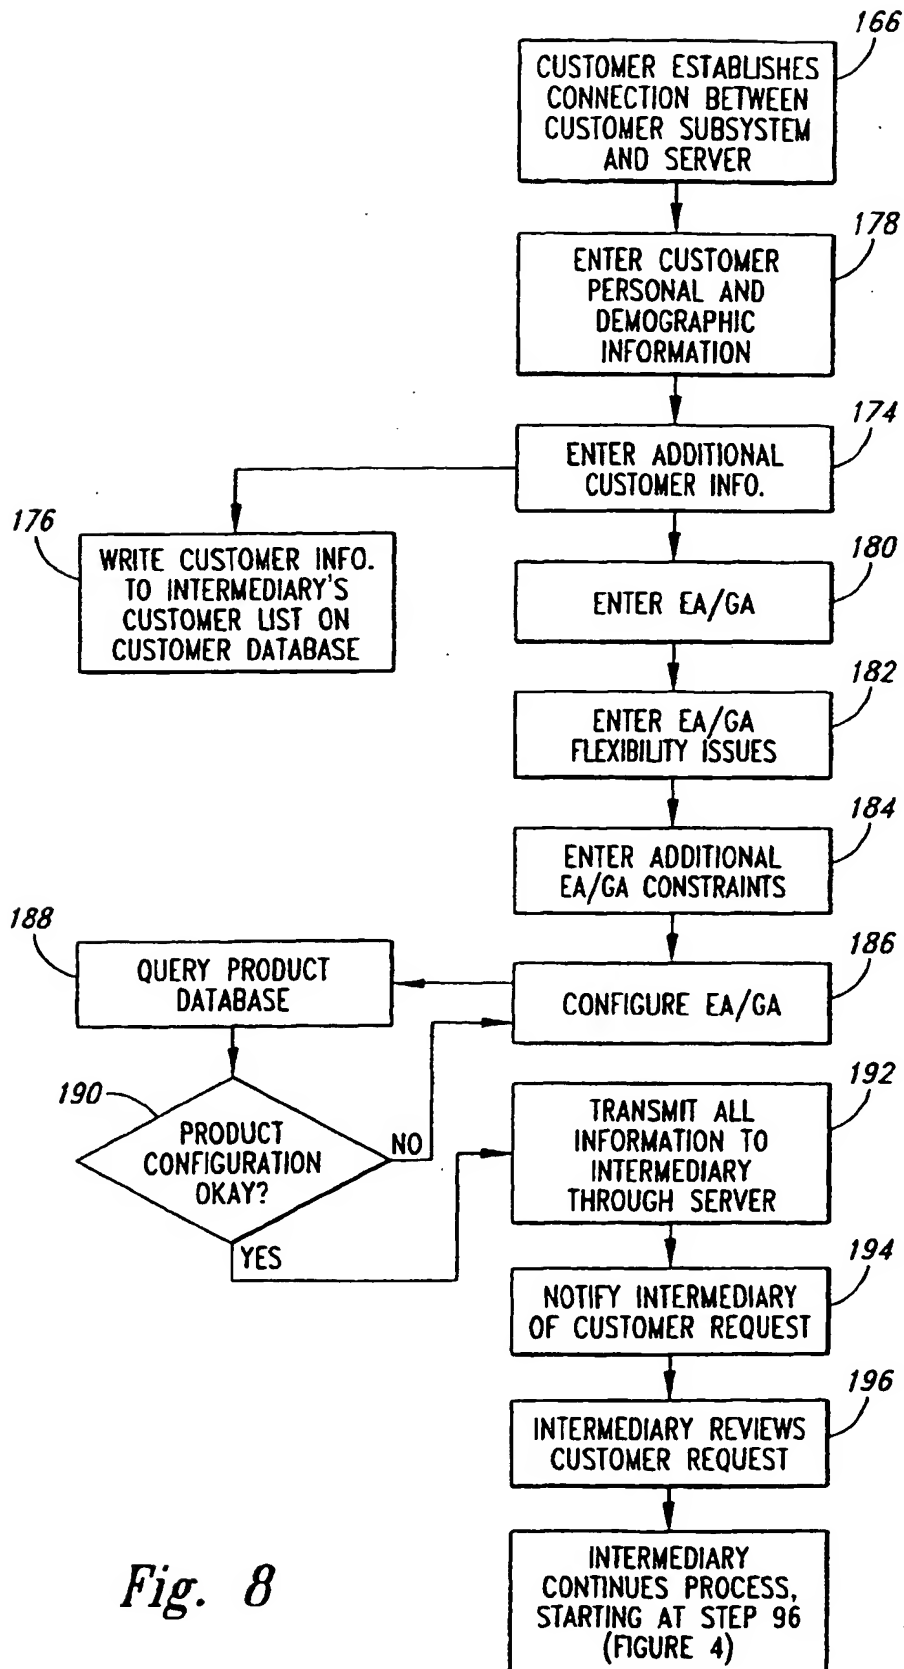 166
CUSTOMER ESTABLISHES
CONNECTION BETWEEN
CUSTOMER SUBSYSTEM
AND SERVER
178
ENTER CUSTOMER
PERSONAL AND
DEMOGRAPHIC
INFORMATION
174
ENTER ADDITIONAL
CUSTOMER INFO.
176
WRITE CUSTOMER INFO.
TO INTERMEDIARY'S
CUSTOMER LIST ON
CUSTOMER DATABASE
180
ENTER EA/GA
182
ENTER EA/GA
FLEXIBILITY ISSUES
184
ENTER ADDITIONAL
EA/GA CONSTRAINTS
186
CONFIGURE EA/GA
188
QUERY PRODUCT
DATABASE
190
PRODUCT
CONFIGURATION
OKAY?
NO
YES
192
TRANSMIT ALL
INFORMATION TO
INTERMEDIARY
THROUGH SERVER
194
NOTIFY INTERMEDIARY
OF CUSTOMER REQUEST
196
INTERMEDIARY REVIEWS
CUSTOMER REQUEST
INTERMEDIARY
CONTINUES PROCESS,
STARTING AT STEP 96
(FIGURE 4)
Fig. 8